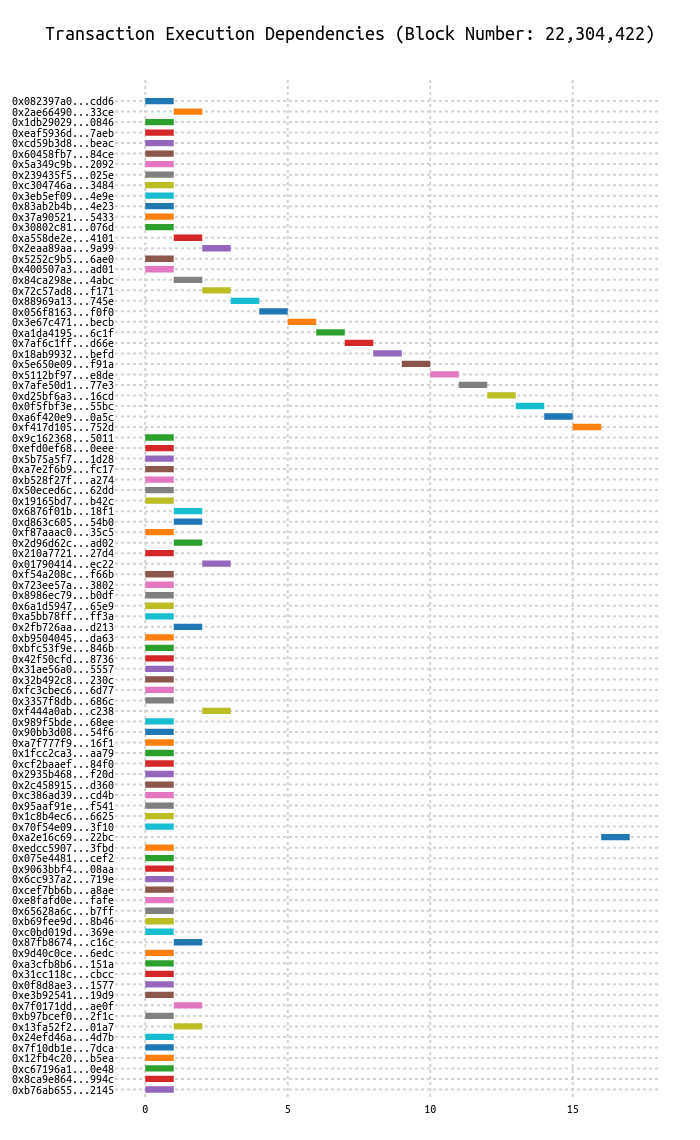 Transaction Execution Dependencies (Block Number: 22,304,422)
0x082397a0...cdd6
0x2ae66490...33ce
0x1db29029...0846
0xeaf5936d...7aeb
0xcd59b3d8...beac
0x60458fb7...84ce
0x5a349c9b...2092
0x239435f5...025e
0xc304746a...3484
0x3eb5ef09...4e9e
0x83ab2b4b...4e23
0x37a90521...5433
0x30802c81...076d
0xa558de2e...4101
0x2eaa89aa...9a99
0x5252c9b5...6ae0
0x400507a3...ad01
0x84ca298e...4abc
0x72c57ad8...f171
0x88969a13...745e
0x056f8163...f0f0
0x3e67c471...becb
0xa1da4195...6c1f
0x7af6c1ff...d66e
0x18ab9932...befd
0x5e650e09...f91a
0x5112bf97...e8de
0x7afe50d1...77e3
0xd25bf6a3...16cd
0x0f5fbf3e...55bc
0xa6f420e9...0a5c
0xf417d105...752d
0x9c162368...5011
0xefd0ef68...0eee
0x5b75a5f7...1d28
0xa7e2f6b9...fc17
0xb528f27f...a274
0x50eced6c...62dd
0x19165bd7...b42c
0x6876f01b...18f1
0xd863c605...54b0
0xf87aaac0...35c5
0x2d96d62c...ad02
0x210a7721...27d4
0x01790414...ec22
0xf54a208c...f66b
0x723ee57a...3802
0x8986ec79...b0df
0x6a1d5947...65e9
0xa5bb78ff...ff3a
0x2fb726aa...d213
0xb9504045...da63
0xbfc53f9e...846b
0x42f50cfd...8736
0x31ae56a0...5557
0x32b492c8...230c
0xfc3cbec6...6d77
0x3357f8db...686c
0xf444a0ab...c238
0x989f5bde...68ee
0x90bb3d08...54f6
0xa7f777f9...16f1
0x1fcc2ca3...aa79
0xcf2baaef...84f0
0x2935b468...f20d
0x2c458915...d360
0xc386ad39...cd4b
0x95aaf91e...f541
0x1c8b4ec6...6625
0x70f54e09...3f10
0xa2e16c69...22bc
0xedcc5907...3fbd
0x075e4481...cef2
0x9063bbf4...08aa
0x6cc937a2...719e
0xcef7bb6b...a8ae
0xe8fafd0e...fafe
0x65628a6c...b7ff
0xb69fee9d...8b46
0xc0bd019d...369e
0x87fb8674...c16c
0x9d40c0ce...6edc
0xa3cfb8b6...151a
0x31cc118c...cbcc
0x0f8d8ae3...1577
0xe3b92541...19d9
0x7f0171dd...ae0f
0xb97bcef0...2f1c
0x13fa52f2...01a7
0x24efd46a...4d7b
0x7f10db1e...7dca
0x12fb4c20...b5ea
0xc67196a1...0e48
0x8ca9e864...994c
0xb76ab655...2145
0 5 10 15